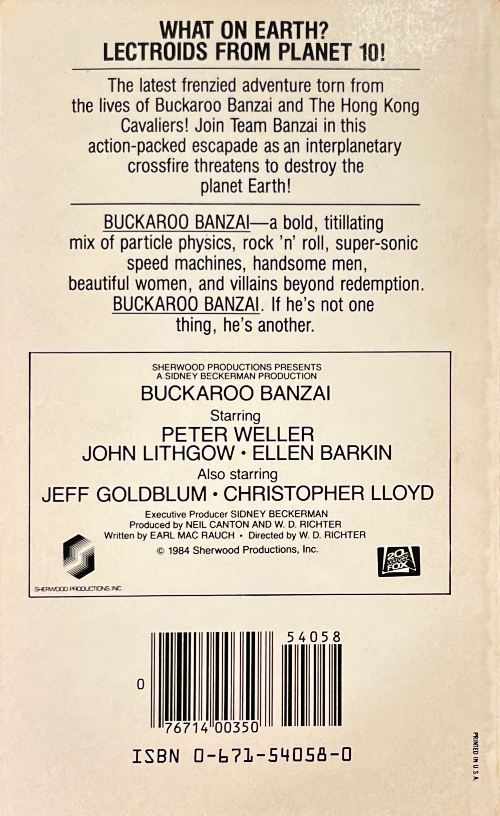 WHAT ON EARTH?
LECTROIDS FROM PLANET 10!
The latest frenzied adventure torn from
the lives of Buckaroo Banzai and The Hong Kong
Cavaliers! Join Team Banzai in this
action-packed escapade as an interplanetary
crossfire threatens to destroy the
planet Earth!
BUCKAROO BANZAI—a bold, titillating
mix of particle physics, rock 'n' roll, super-sonic
speed machines, handsome men,
beautiful women, and villains beyond redemption.
BUCKAROO BANZAI. If he's not one
thing, he's another.
SHERWOOD PRODUCTIONS PRESENTS
A SIDNEY BECKERMAN PRODUCTION
BUCKAROO BANZAI
Starring
PETER WELLER
JOHN LITHGOW • ELLEN BARKIN
Also starring
JEFF GOLDBLUM • CHRISTOPHER LLOYD
Executive Producer SIDNEY BECKERMAN
Produced by NEIL CANTON AND W. D. RICHTER
Written by EARL MAC RAUCH • Directed by W. D. RICHTER
© 1984 Sherwood Productions, Inc.
SHERWOOD PRODUCTIONS, INC.
20th
CENTURY
FOX
54058
0
76714 00350
ISBN 0-671-54058-0
PRINTED IN U.S.A.